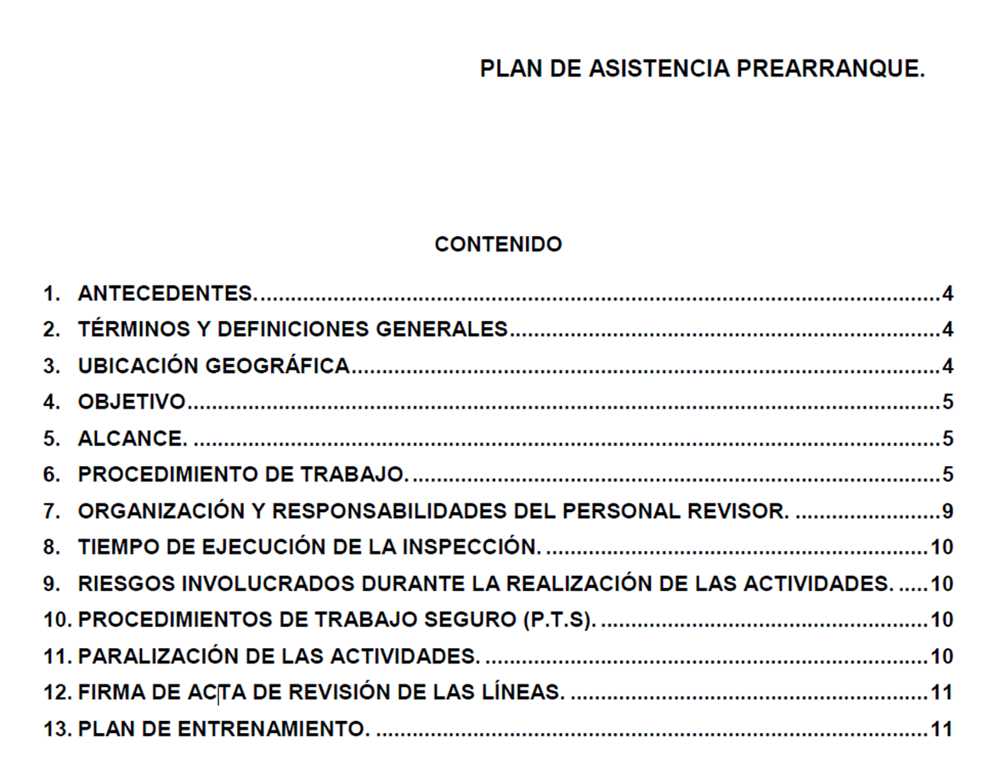 PLAN DE ASISTENCIA PREARRANQUE.
CONTENIDO
1. ANTECEDENTES. 4
2. TÉRMINOS Y DEFINICIONES GENERALES 4
3. UBICACIÓN GEOGRÁFICA 4
4. OBJETIVO 5
5. ALCANCE. 5
6. PROCEDIMIENTO DE TRABAJO. 5
7. ORGANIZACIÓN Y RESPONSABILIDADES DEL PERSONAL REVISOR. 9
8. TIEMPO DE EJECUCIÓN DE LA INSPECCIÓN. 10
9. RIESGOS INVOLUCRADOS DURANTE LA REALIZACIÓN DE LAS ACTIVIDADES. 10
10. PROCEDIMIENTOS DE TRABAJO SEGURO (P.T.S). 10
11. PARALIZACIÓN DE LAS ACTIVIDADES. 10
12. FIRMA DE ACTA DE REVISIÓN DE LAS LÍNEAS. 11
13. PLAN DE ENTRENAMIENTO. 11